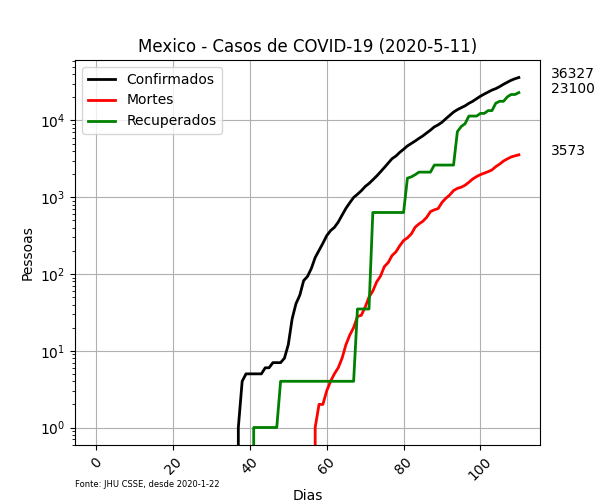 Mexico - Casos de COVID-19 (2020-5-11)
Confirmados
Mortes
Recuperados
36327
23100
3573
10^4
10^3
10^2
10^1
10^0
Pessoas
0 20 40 60 80 100
Fonte: JHU CSSE, desde 2020-1-22
Dias